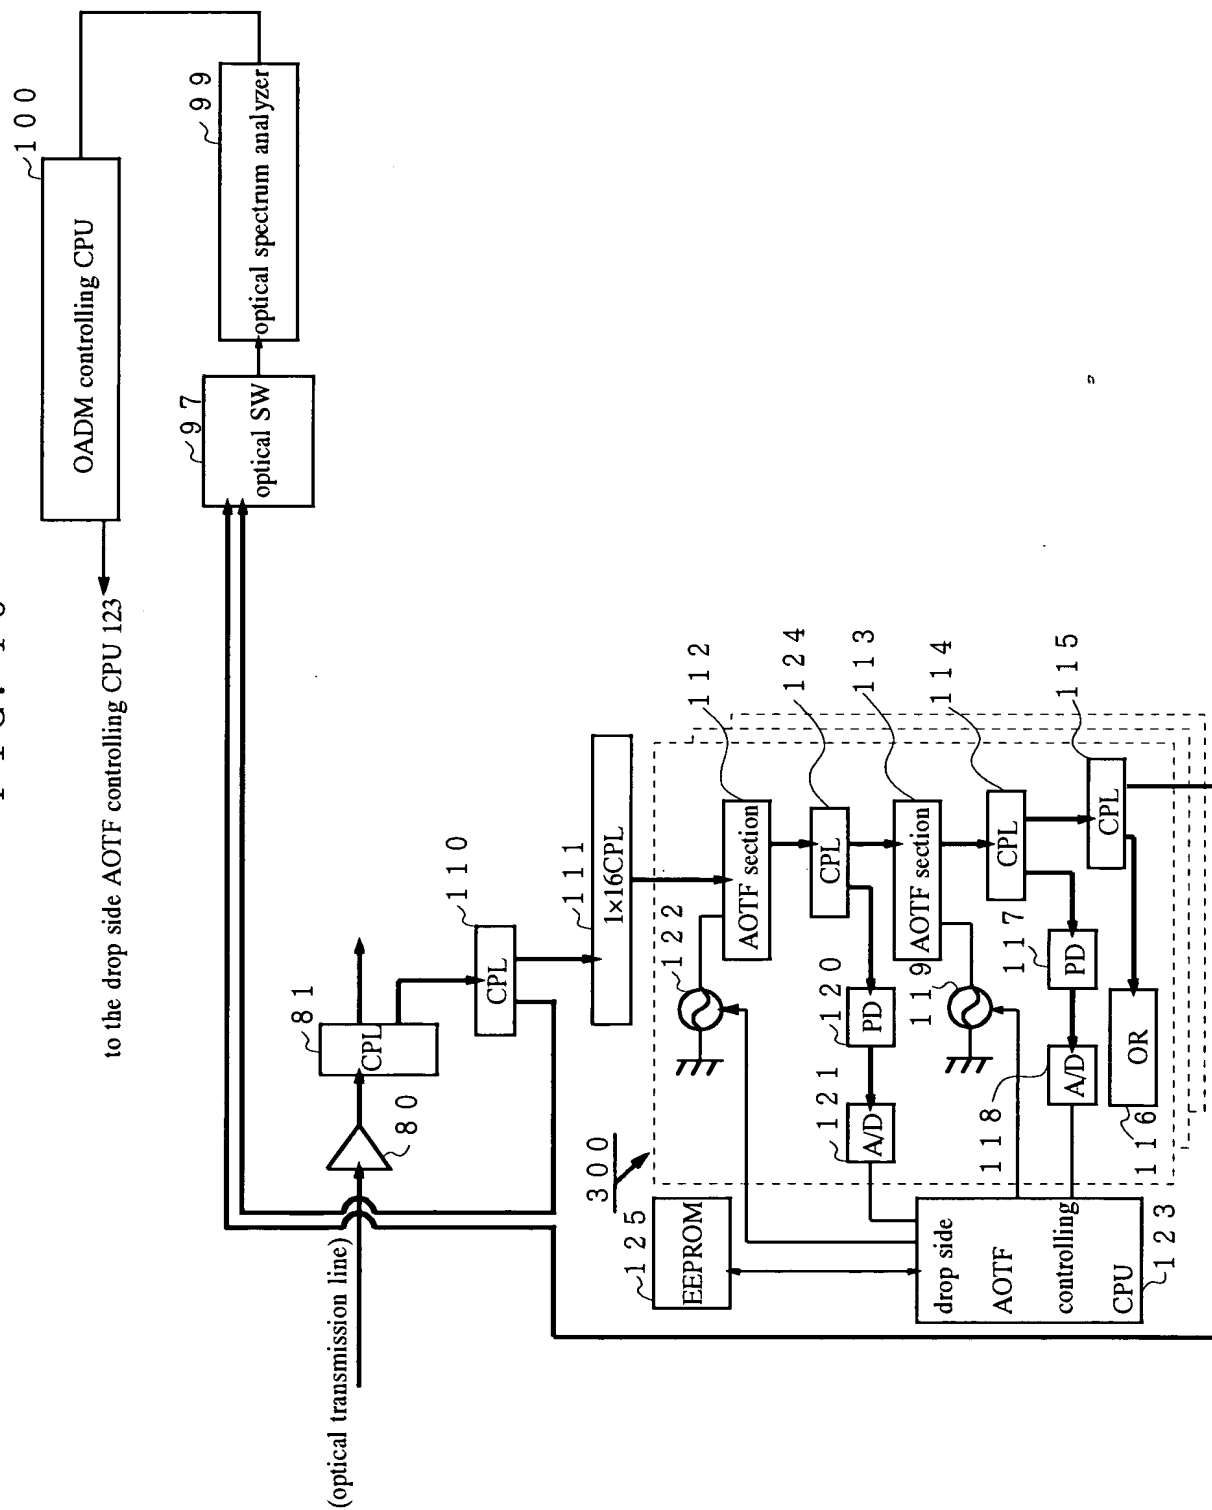 100
OADM controlling CPU
99
optical spectrum analyzer
97
optical SW
to the drop side AOTF controlling CPU 123
(optical transmission line)
80
81
CPL
110
CPL
111
1×16CPL
300
112
AOTF section
122
124
CPL
120
PD
121
A/D
113
AOTF section
119
114
CPL
117
PD
118
A/D
115
CPL
OR
116
125
EEPROM
drop side
AOTF
controlling
CPU
123